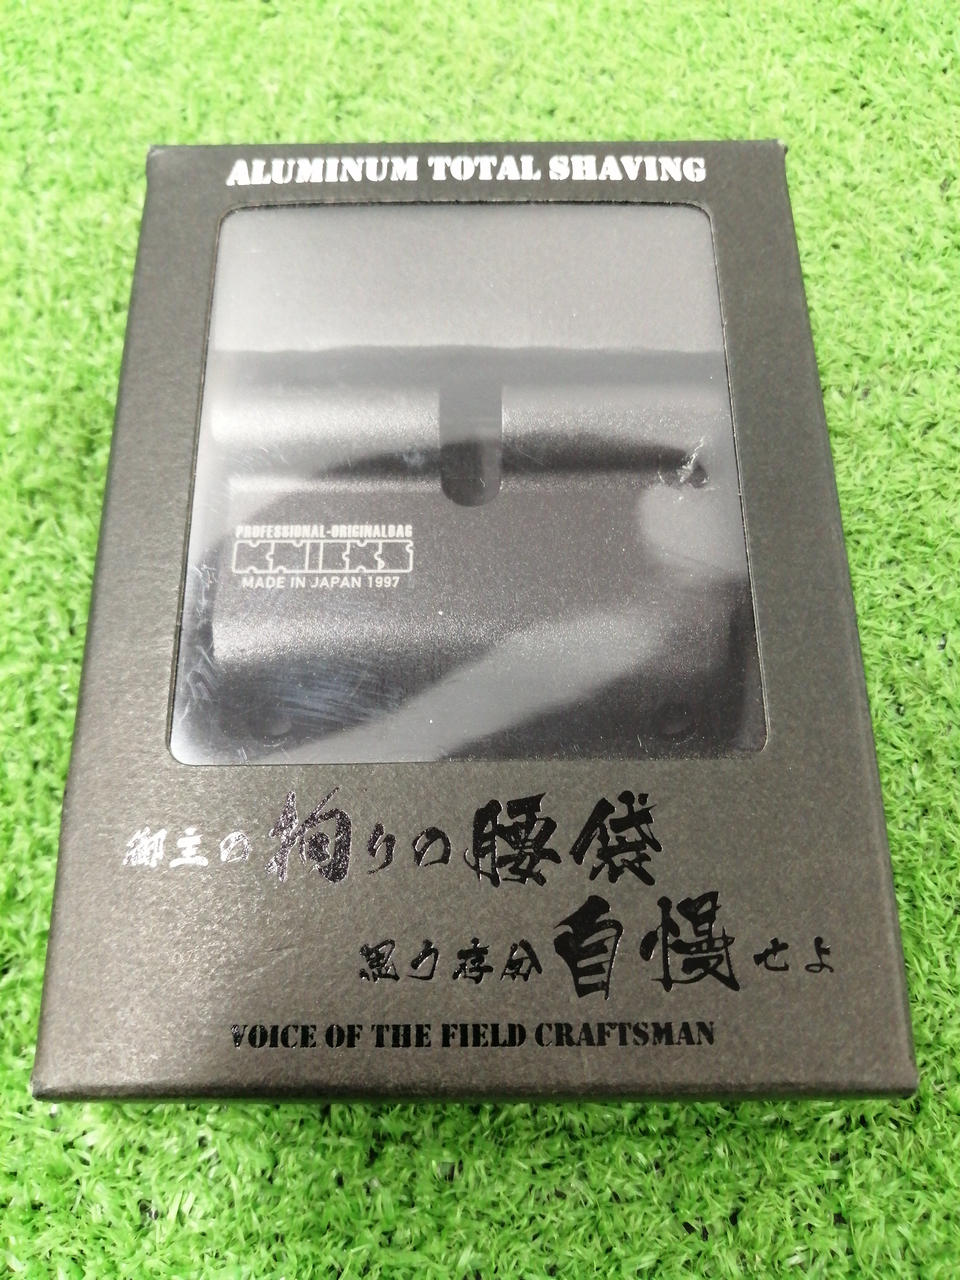 ALUMINUM TOTAL SHAVING
PROFESSIONAL-ORIGINALBAG
KNICKS
MADE IN JAPAN 1997
御主の拘りの腰袋
思う存分自慢せよ
VOICE OF THE FIELD CRAFTSMAN